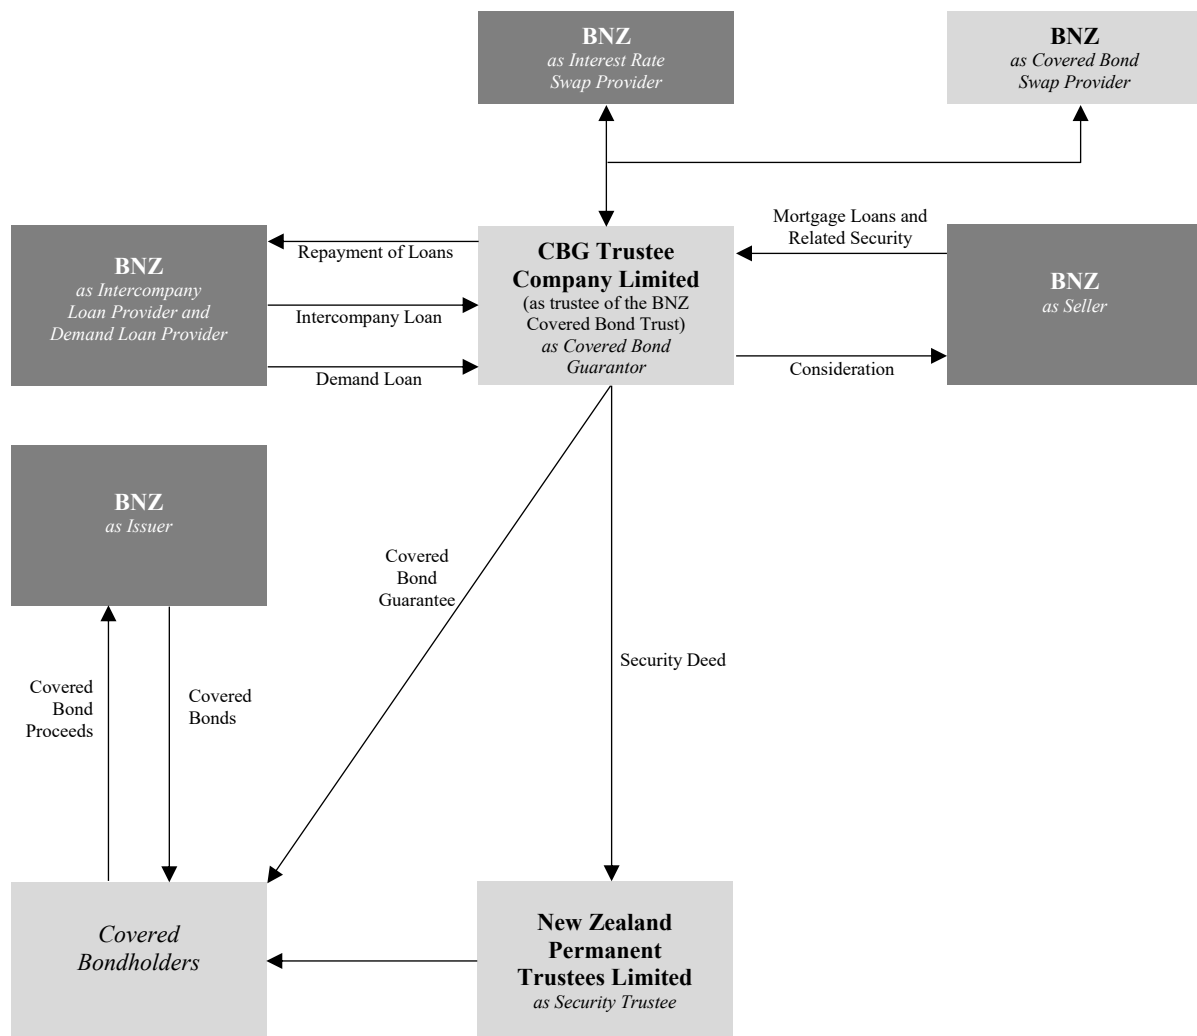 BNZ
as Interest Rate
Swap Provider
BNZ
as Covered Bond
Swap Provider
BNZ
as Intercompany
Loan Provider and
Demand Loan Provider
Repayment of Loans
Intercompany Loan
Demand Loan
CBG Trustee
Company Limited
(as trustee of the BNZ
Covered Bond Trust)
as Covered Bond
Guarantor
Mortgage Loans and
Related Security
Consideration
BNZ
as Seller
BNZ
as Issuer
Covered
Bond
Guarantee
Security Deed
Covered
Bond
Proceeds
Covered
Bonds
Covered
Bondholders
New Zealand
Permanent
Trustees Limited
as Security Trustee